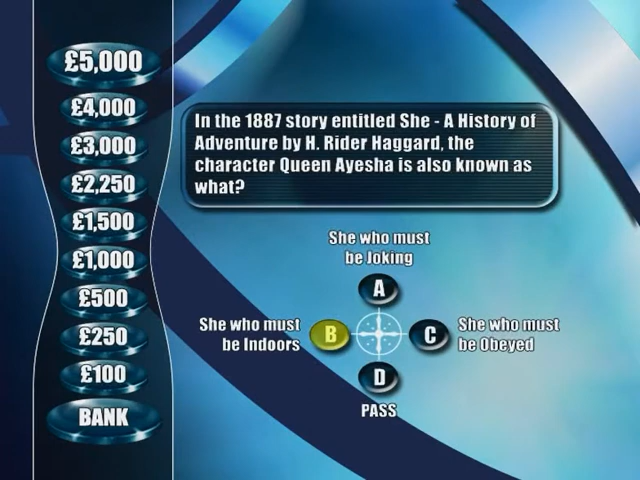 £5,000
£4,000
£3,000
£2,250
£1,500
£1,000
£500
£250
£100
BANK
In the 1887 story entitled She - A History of
Adventure by H. Rider Haggard, the
character Queen Ayesha is also known as
what?
She who must
be Joking
A
She who must
be Indoors
B
C
She who must
be Obeyed
D
PASS